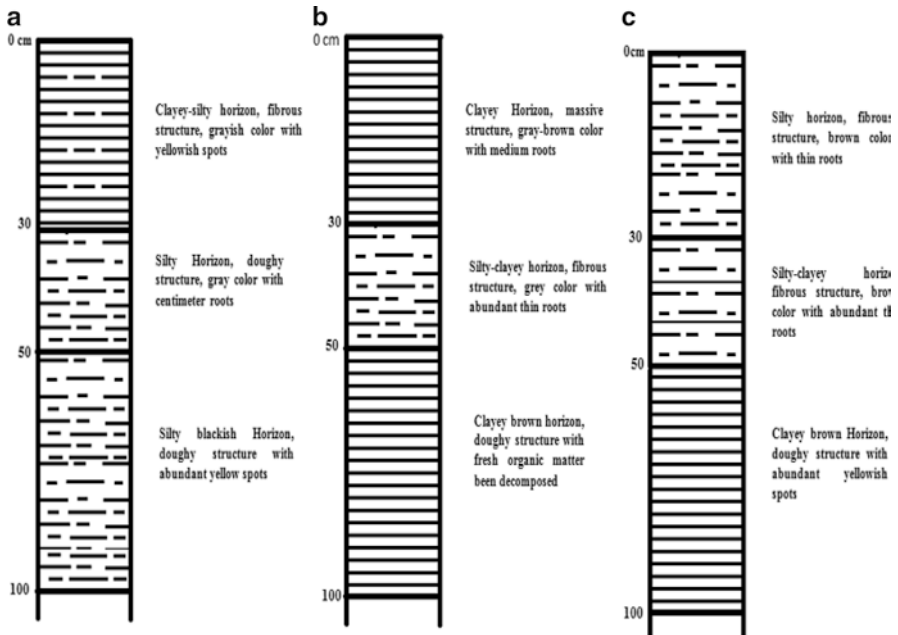 a
0 cm
Clayey-silty horizon, fibrous
structure, grayish color with
yellowish spots
30
Silty Horizon, doughy
structure, gray color with
centimeter roots
50
Silty blackish Horizon,
doughy structure with
abundant yellow spots
100
b
0 cm
Clayey Horizon, massive
structure, gray-brown color
with medium roots
30
Silty-clayey horizon, fibrous
structure, grey color with
abundant thin roots
50
Clayey brown horizon,
doughy structure with
fresh organic matter
been decomposed
100
c
0cm
Silty horizon, fibrous
structure, brown color
with thin roots
30
Silty-clayey horizo
fibrous structure, brow
color with abundant th
roots
50
Clayey brown Horizon,
doughy structure with
abundant yellowish
spots
100